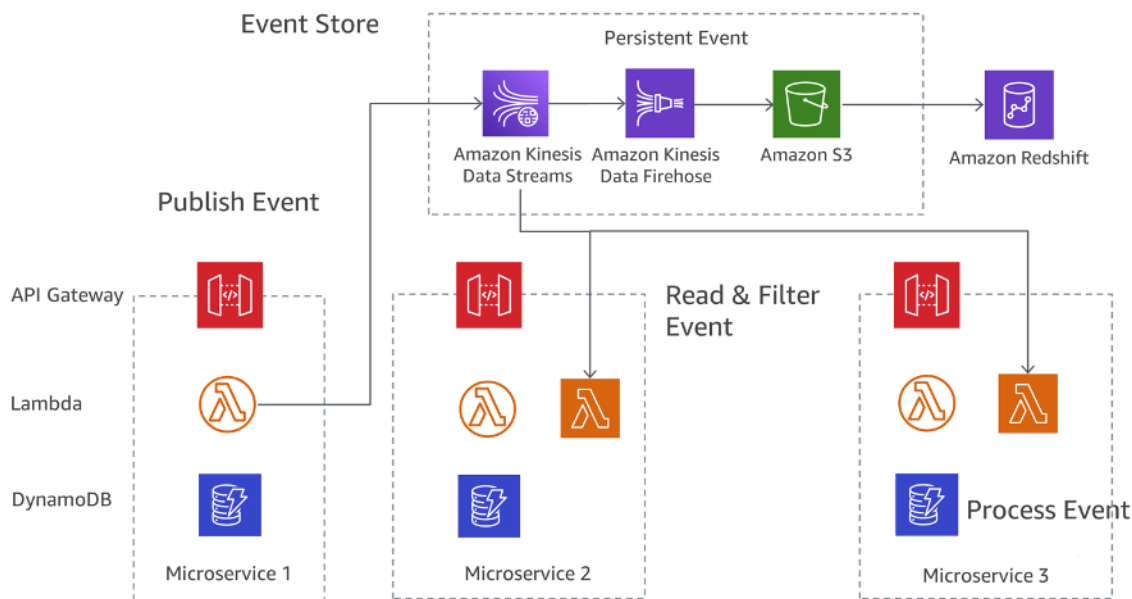 Event Store
Persistent Event
Amazon Kinesis
Data Streams
Amazon Kinesis
Data Firehose
Amazon S3
Amazon Redshift
Publish Event
API Gateway
Read & Filter
Event
Lambda
DynamoDB
Process Event
Microservice 1
Microservice 2
Microservice 3